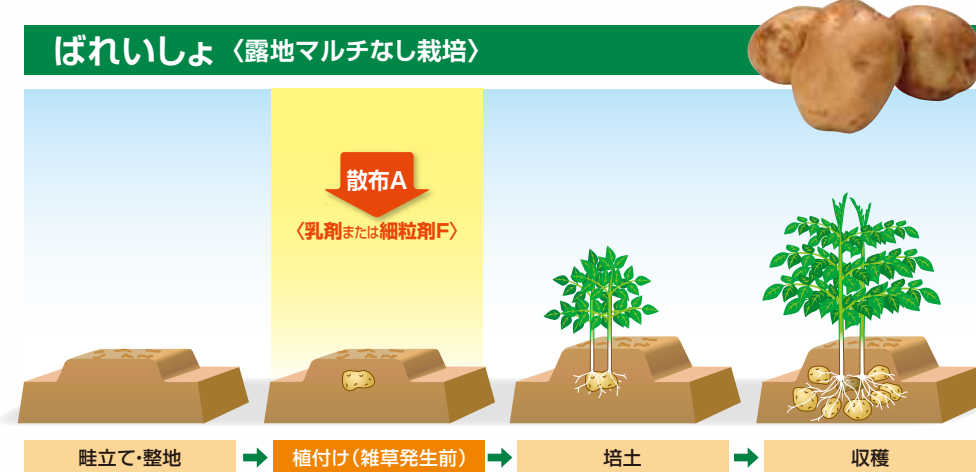 ばれいしょ〈露地マルチなし栽培〉
散布A
〈乳剤または細粒剤F〉
畦立て・整地
植付け(雑草発生前)
培土
収穫